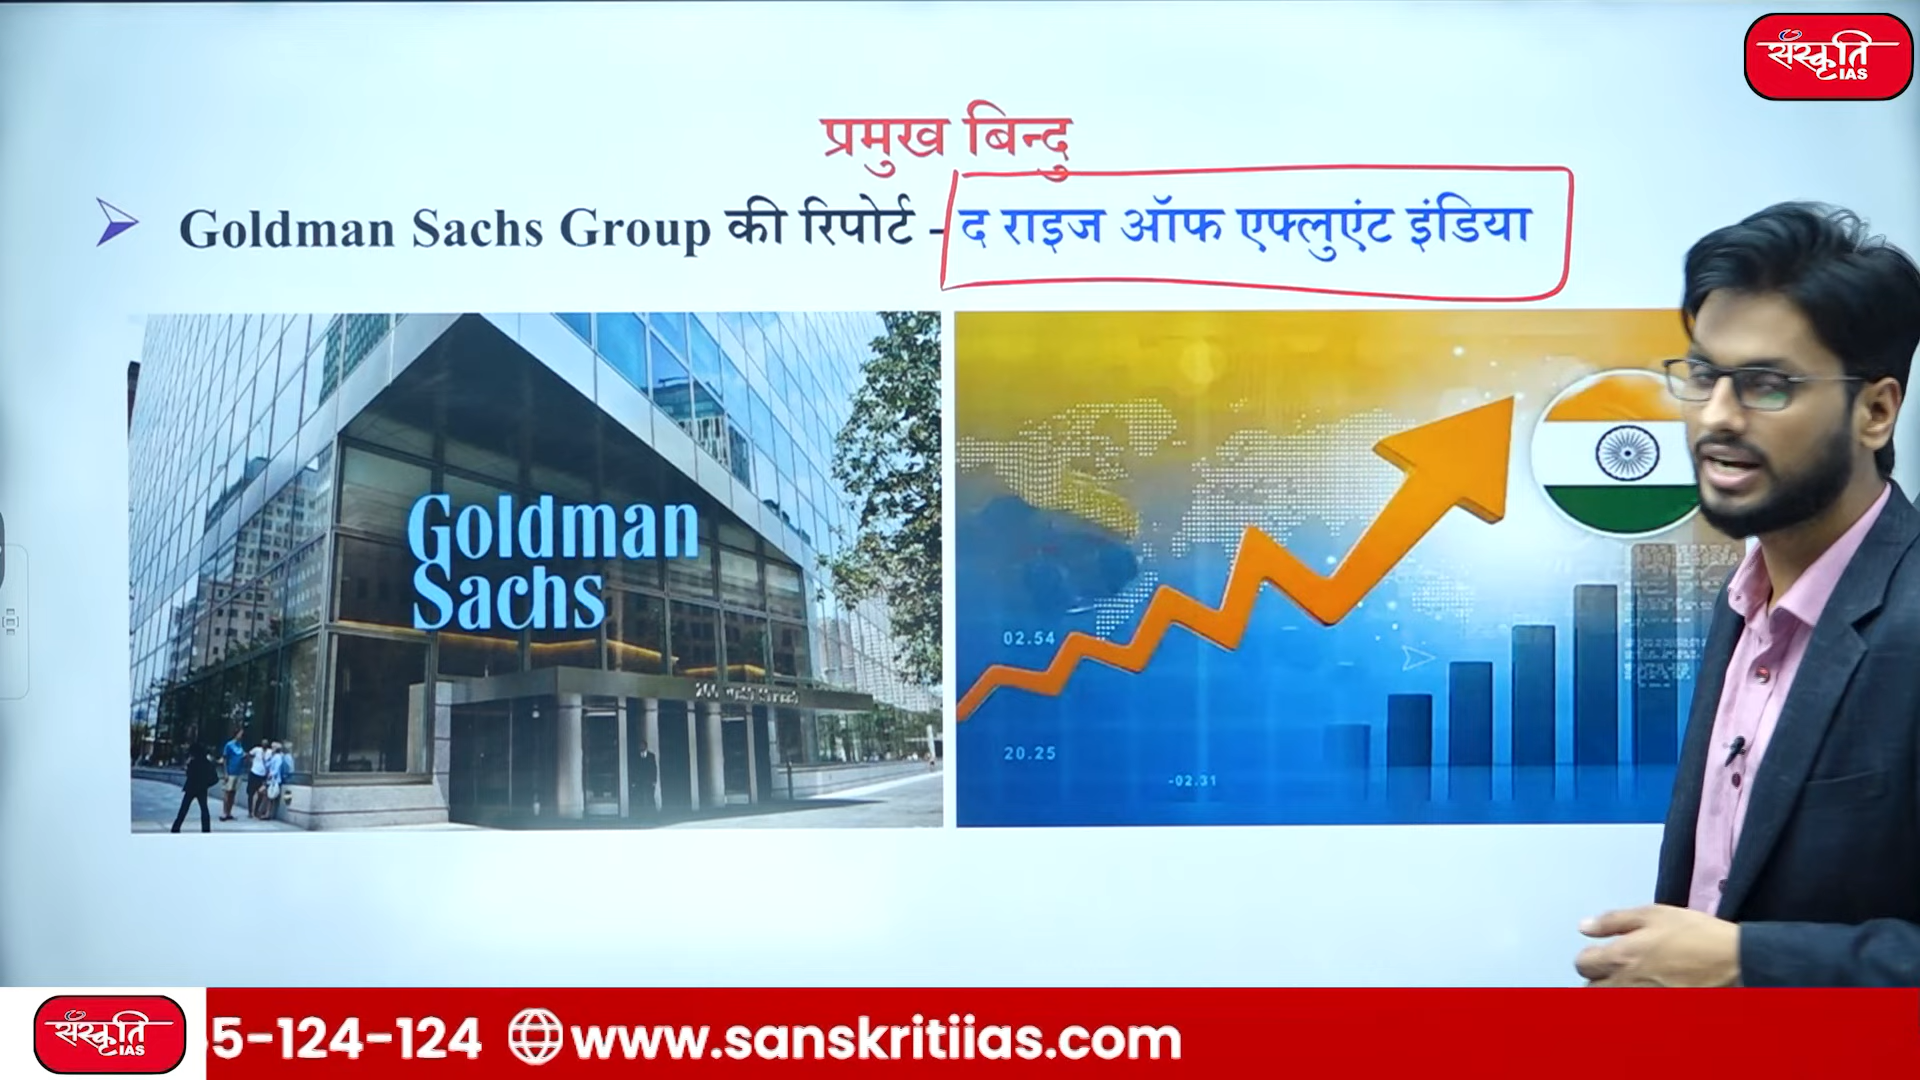 संस्कृति
IAS
प्रमुख बिन्दु
Goldman Sachs Group की रिपोर्ट - द राइज ऑफ एफ्लुएंट इंडिया
Goldman
Sachs
02.54
20.25
-02.31
संस्कृति
IAS
5-124-124 www.sanskritiias.com